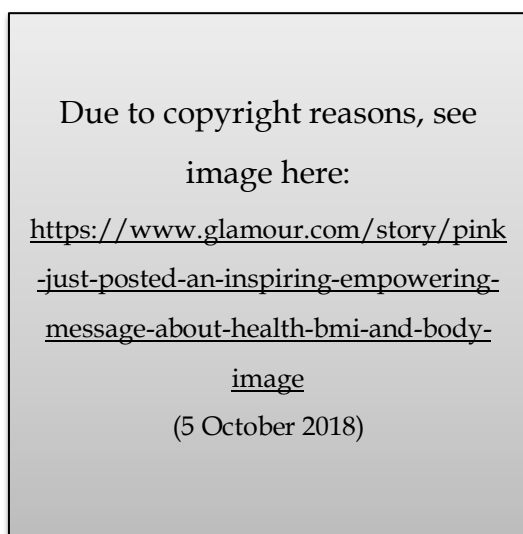 Due to copyright reasons, see
image here:
https://www.glamour.com/story/pink
-just-posted-an-inspiring-empowering-
message-about-health-bmi-and-body-
image
(5 October 2018)